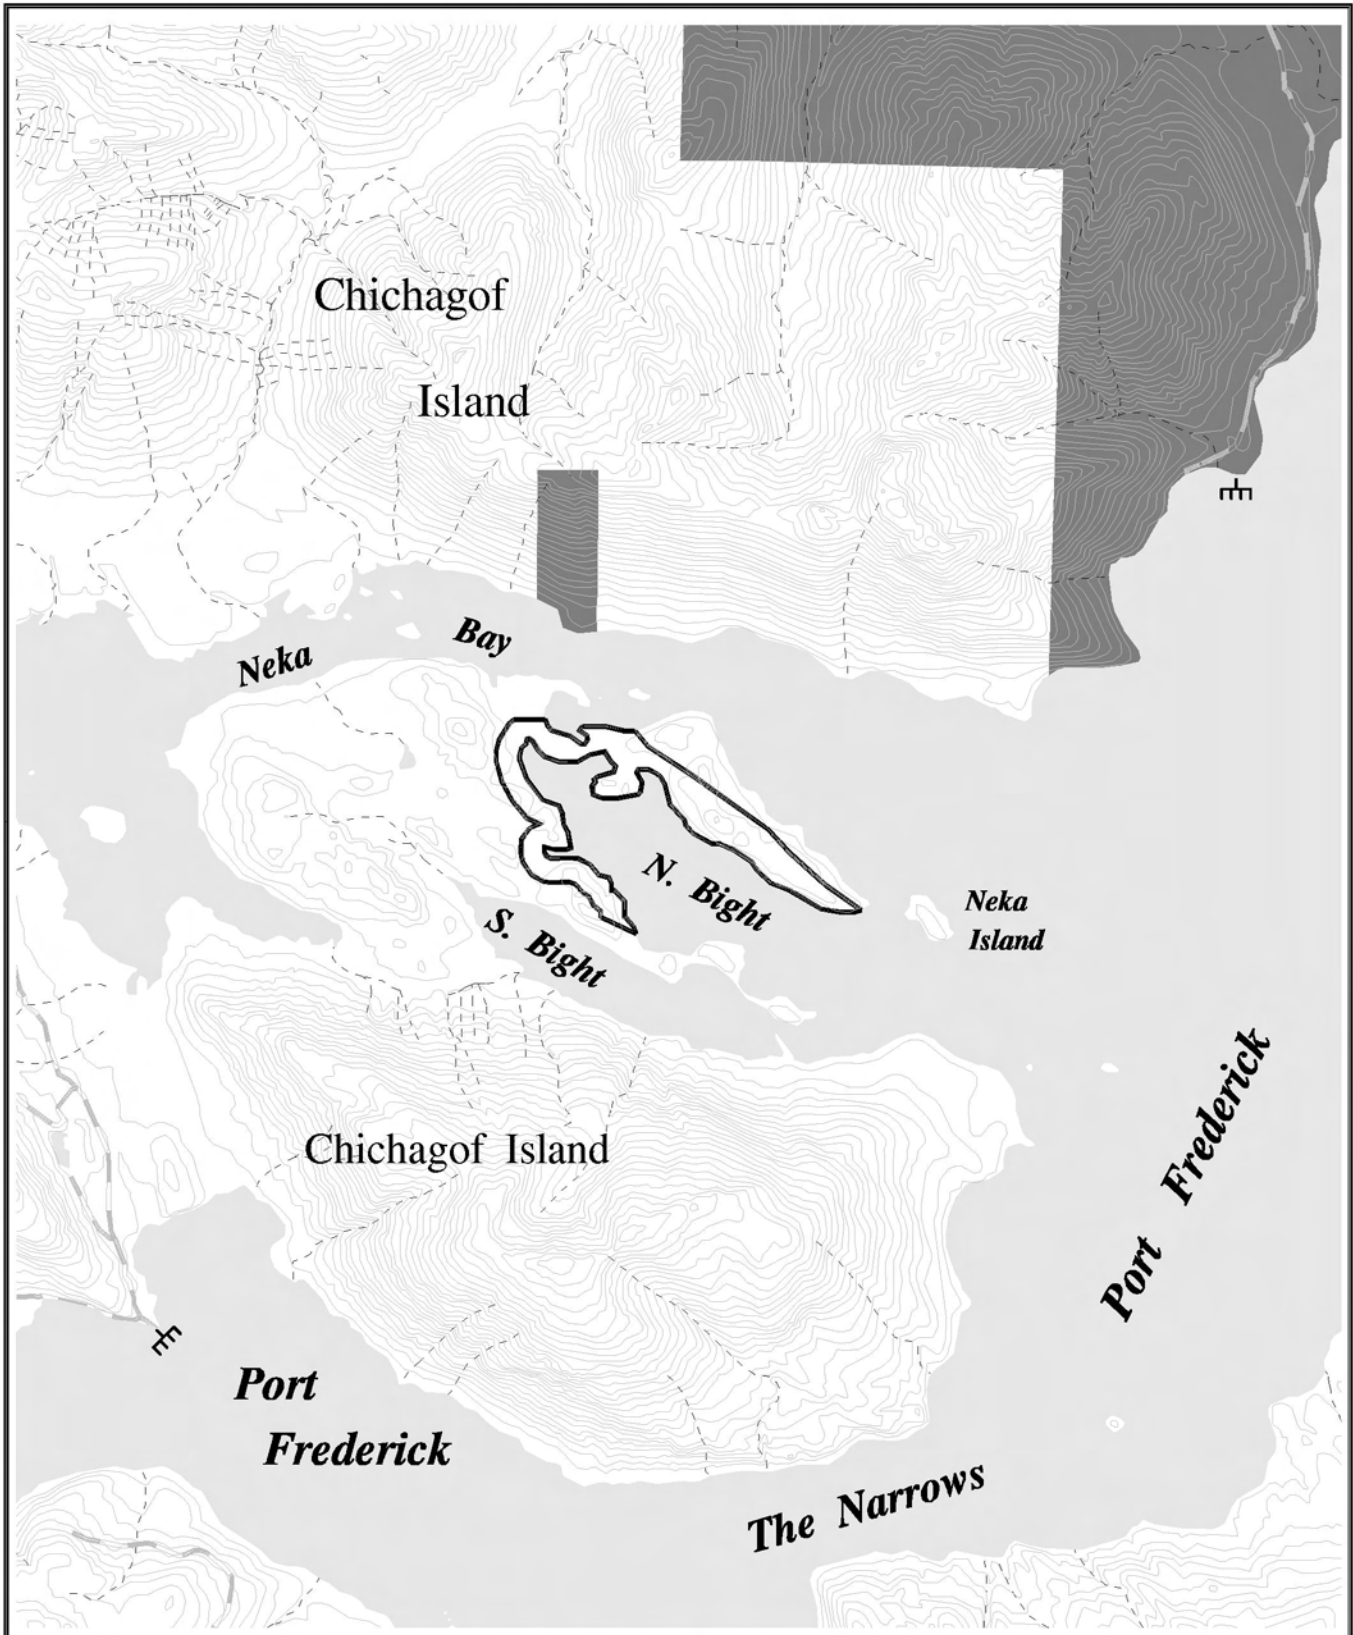 Chichagof
Island
Neka Bay
N. Bight
S. Bight
Neka
Island
Chichagof Island
Port Frederick
Port
Frederick
The Narrows